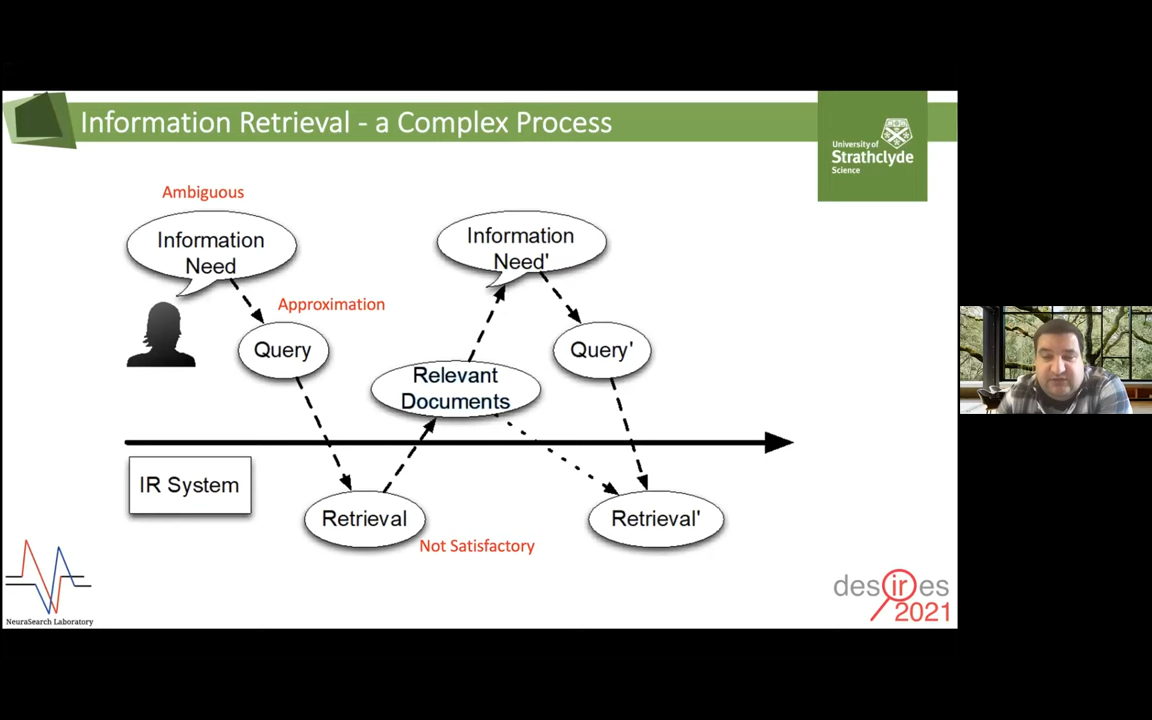 Information Retrieval - a Complex Process
University of
Strathclyde
Science
Ambiguous
Information
Need
Information
Need'
Approximation
Query
Query'
Relevant
Documents
IR System
Retrieval
Retrieval'
Not Satisfactory
NeuraSearch Laboratory
desires
2021